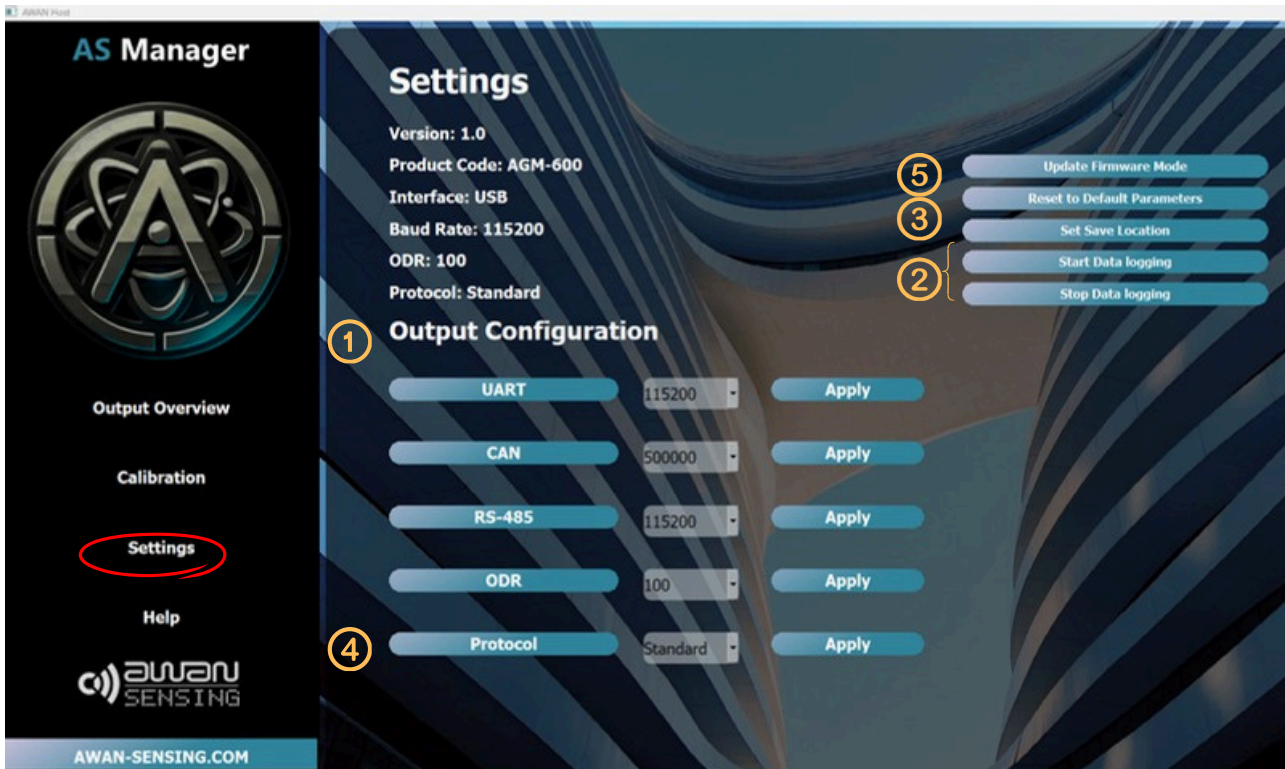 AWAN Host
AS Manager
Output Overview
Calibration
Settings
Help
awan
SENSING
AWAN-SENSING.COM
Settings
Version: 1.0
Product Code: AGM-600
Interface: USB
Baud Rate: 115200
ODR: 100
Protocol: Standard
5 Update Firmware Mode
Reset to Default Parameters
3 Set Save Location
2 Start Data logging
Stop Data logging
1 Output Configuration
UART 115200 Apply
CAN 500000 Apply
RS-485 115200 Apply
ODR 100 Apply
4 Protocol Standard Apply